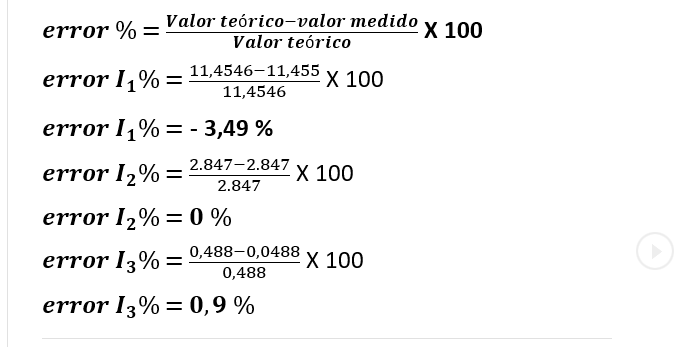 error % = Valor teórico−valor medido / Valor teórico X 100
error I₁% = 11,4546−11,455 / 11,4546 X 100
error I₁% = - 3,49 %
error I₂% = 2.847−2.847 / 2.847 X 100
error I₂% = 0 %
error I₃% = 0,488−0,0488 / 0,488 X 100
error I₃% = 0,9 %